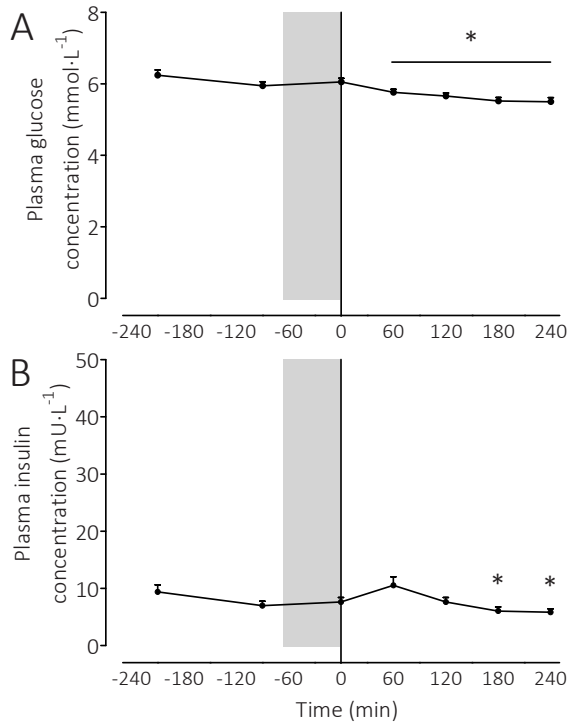 A
Plasma glucose
concentration (mmol·L⁻¹)
8
6
4
2
0
*
-240 -180 -120 -60 0 60 120 180 240
B
Plasma insulin
concentration (mU·L⁻¹)
50
40
30
20
10
0
* *
-240 -180 -120 -60 0 60 120 180 240
Time (min)